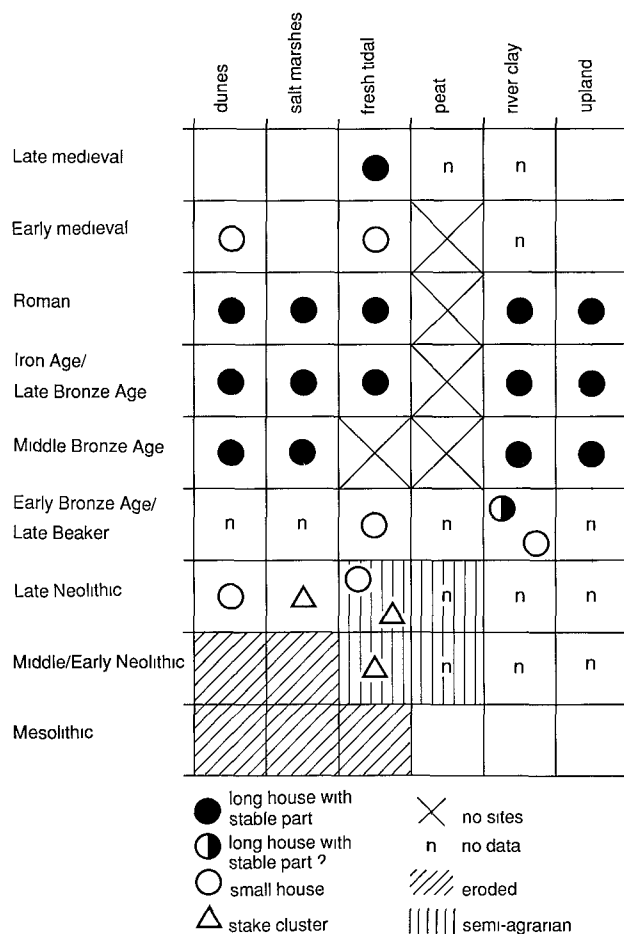 dunes
salt marshes
fresh tidal
peat
river clay
upland
Late medieval
n
n
Early medieval
n
Roman
Iron Age/
Late Bronze Age
Middle Bronze Age
Early Bronze Age/
Late Beaker
n
n
n
n
Late Neolithic
n
n
n
Middle/Early Neolithic
n
n
n
Mesolithic
long house with
stable part
long house with
stable part ?
small house
stake cluster
no sites
n no data
eroded
semi-agrarian